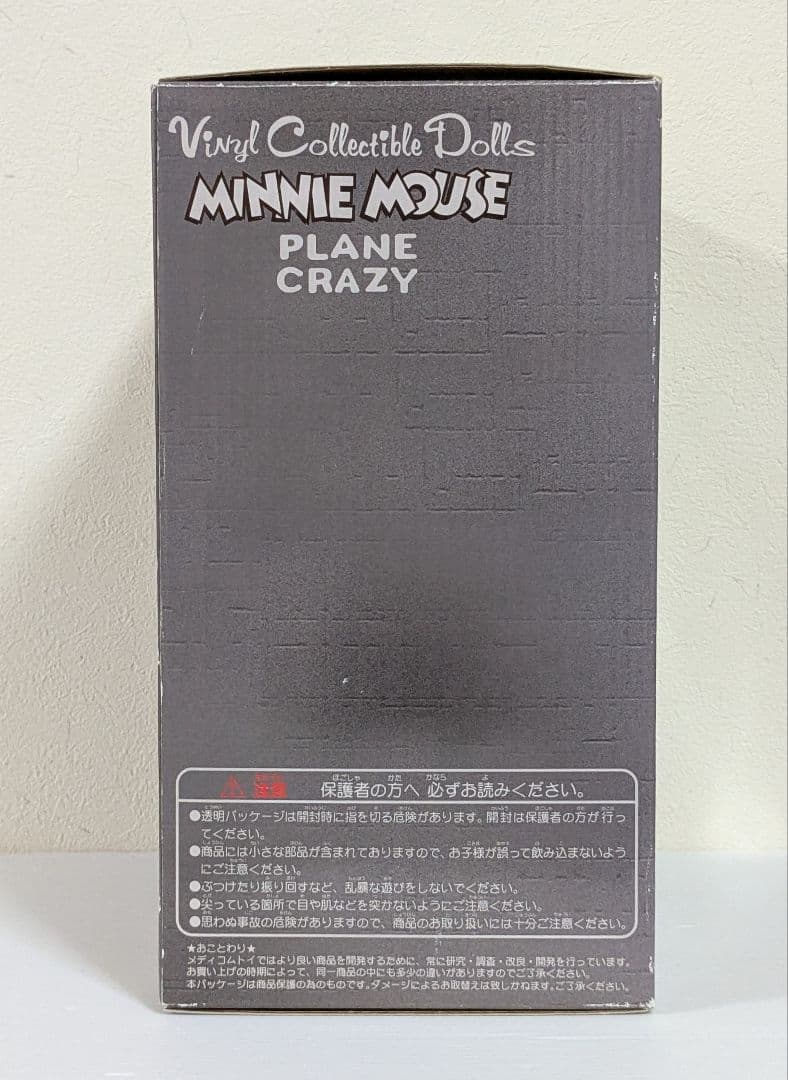 Vinyl Collectible Dolls
MINNIE MOUSE
PLANE
CRAZY
注意 保護者の方へ 必ずお読みください。
●透明パッケージは開封時に指を切る危険があります。開封は保護者の方が行っ
てください。
●商品には小さな部品が含まれておりますので、お子様が誤って飲み込まないよう
にご注意ください。
●ぶつけたり振り回すなど、乱暴な遊びをしないでください。
●尖っている箇所で目や肌などを突かないようにご注意ください。
●思わぬ事故の危険がありますので、商品のお取り扱いには十分ご注意ください。
★おことわり★
メディコムトイではより良い商品を開発するために、常に研究・調査・改良・開発を行っています。
お買い上げの時期によって、同一商品の中にも多少の違いがありますのでご了承ください。
本パッケージは商品保護の為のものです。ダメージによるお取替えは致しかねます。ご了承ください。